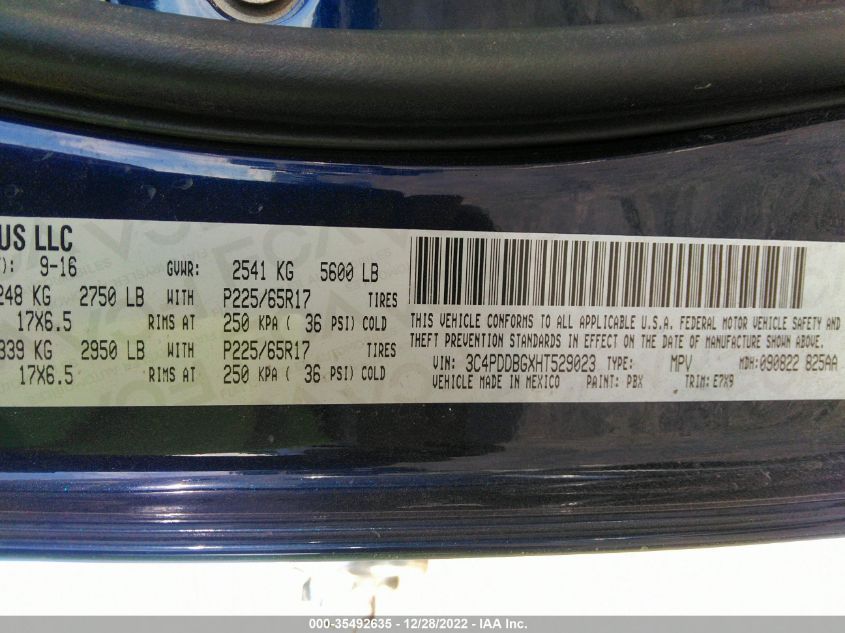 US LLC
9-16 GVWR: 2541 KG 5600 LB
248 KG 2750 LB WITH P225/65R17 TIRES
17X6.5 RIMS AT 250 KPA ( 36 PSI) COLD
339 KG 2950 LB WITH P225/65R17 TIRES
17X6.5 RIMS AT 250 KPA ( 36 PSI) COLD
THIS VEHICLE CONFORMS TO ALL APPLICABLE U.S.A. FEDERAL MOTOR VEHICLE SAFETY AND
THEFT PREVENTION STANDARDS IN EFFECT ON THE DATE OF MANUFACTURE SHOWN ABOVE.
VIN: 3C4PDDBGXHT529023 TYPE: MPV MDH: 090822 825AA
VEHICLE MADE IN MEXICO PAINT: PBX TRIM: E7X9
000-35492635 - 12/28/2022 - IAA Inc.